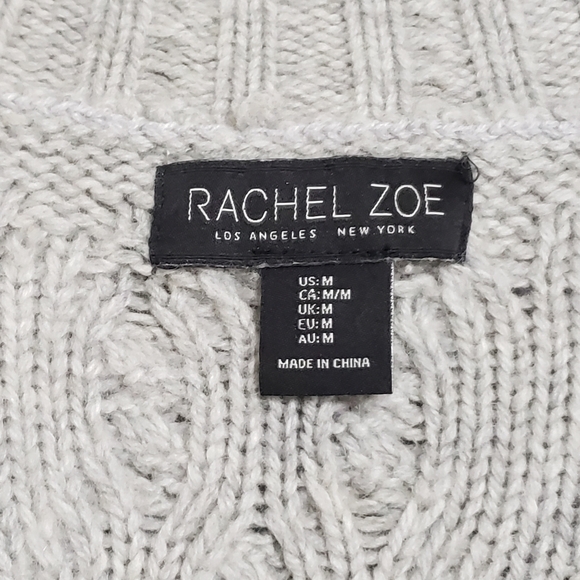 RACHEL ZOE
LOS ANGELES NEW YORK
US: M
CA: M/M
UK: M
EU: M
AU: M
MADE IN CHINA